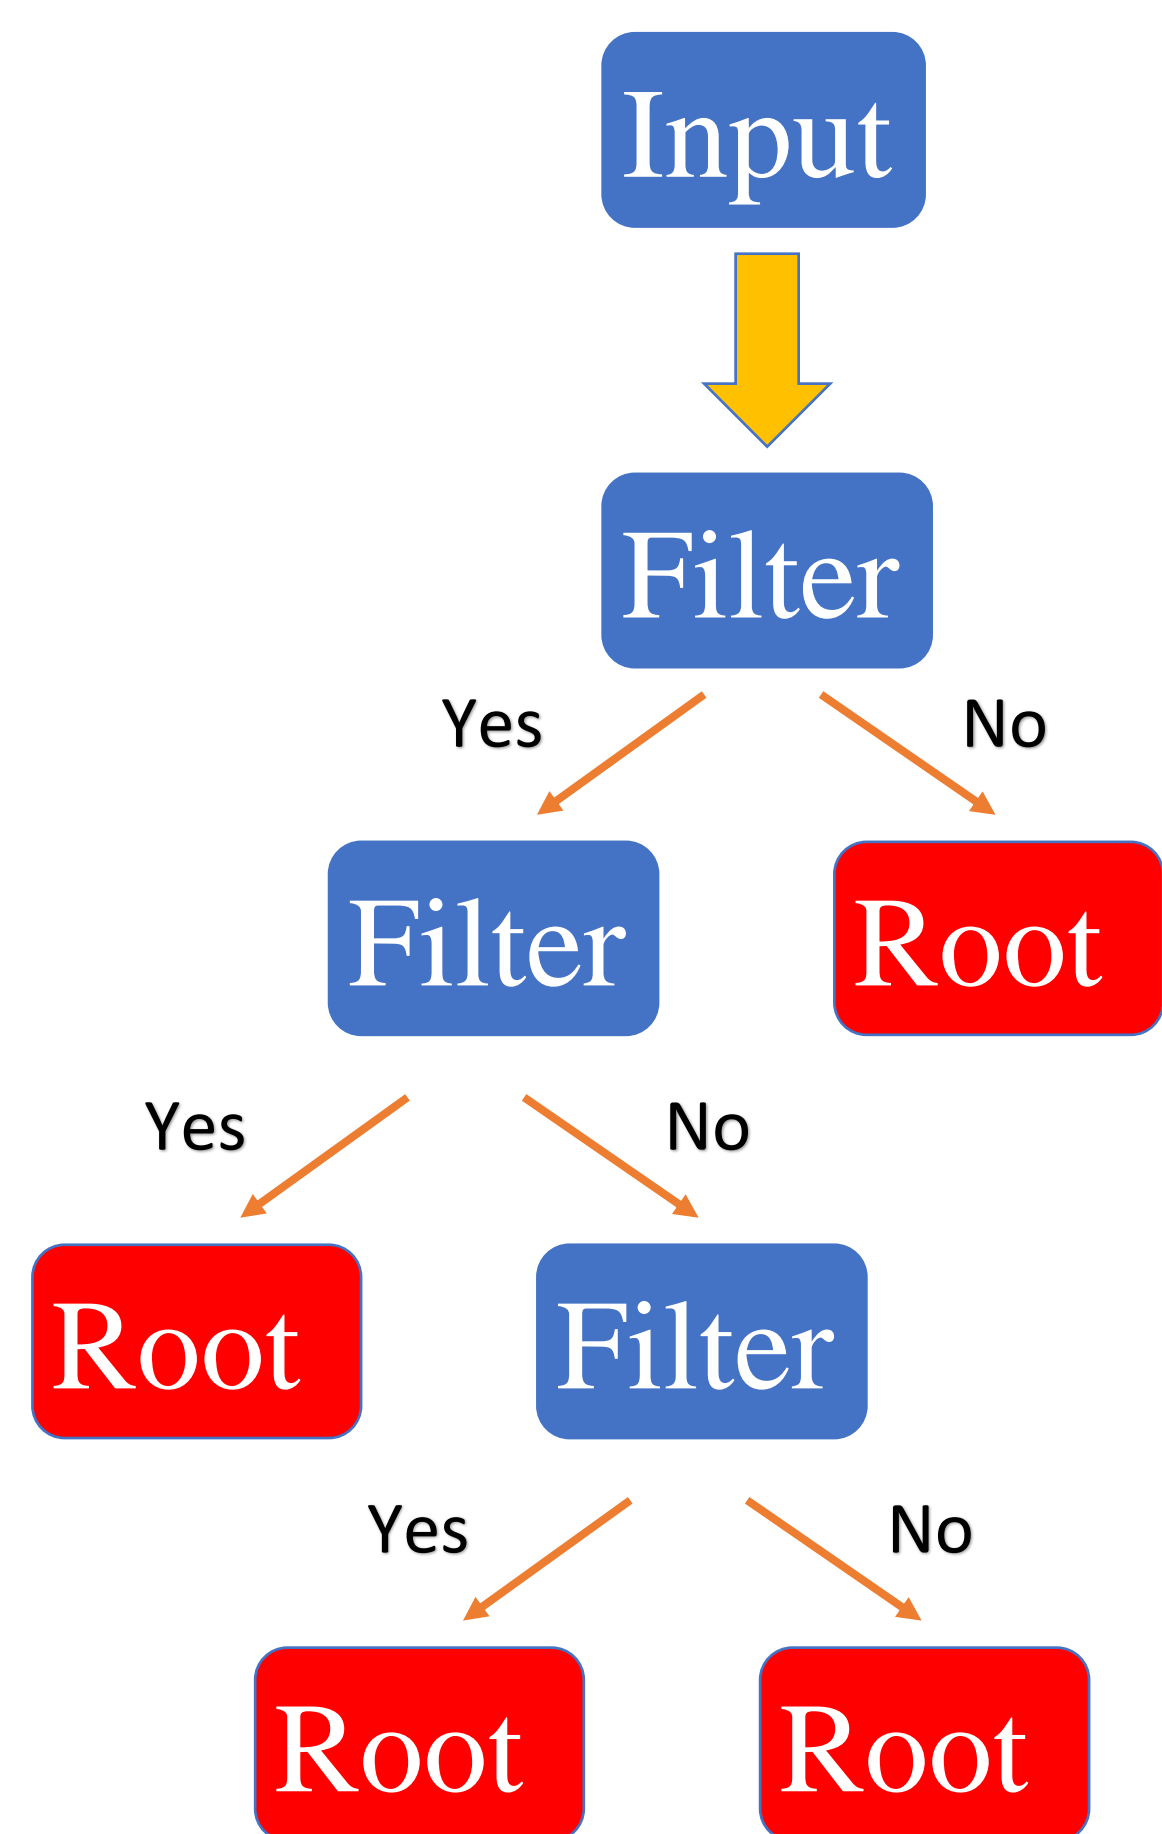 Input
Filter
Yes
No
Filter
Root
Yes
No
Root
Filter
Yes
No
Root
Root